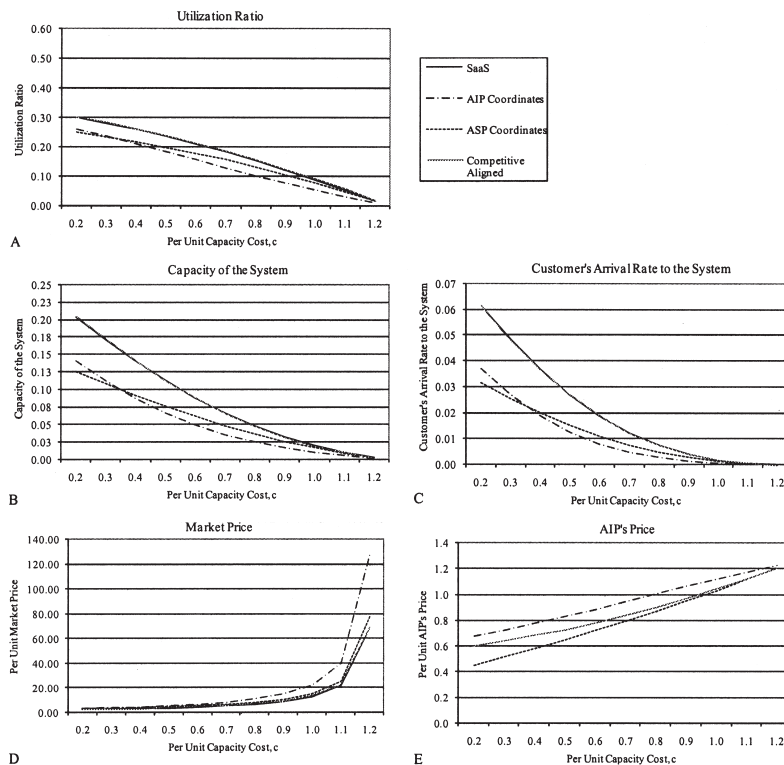 Utilization Ratio
0.60
0.50
0.40
0.30
0.20
0.10
0.00
Utilization Ratio
0.2 0.3 0.4 0.5 0.6 0.7 0.8 0.9 1.0 1.1 1.2
Per Unit Capacity Cost, c
A
SaaS
AIP Coordinates
ASP Coordinates
Competitive
Aligned
Capacity of the System
0.25
0.23
0.20
0.18
0.15
0.13
0.10
0.08
0.05
0.03
0.00
Capacity of the System
0.2 0.3 0.4 0.5 0.6 0.7 0.8 0.9 1.0 1.1 1.2
Per Unit Capacity Cost, c
B
Customer's Arrival Rate to the System
0.07
0.06
0.05
0.04
0.03
0.02
0.01
0.00
Customer's Arrival Rate to the System
0.2 0.3 0.4 0.5 0.6 0.7 0.8 0.9 1.0 1.1 1.2
Per Unit Capacity Cost, c
C
Market Price
140.00
120.00
100.00
80.00
60.00
40.00
20.00
0.00
Per Unit Market Price
0.2 0.3 0.4 0.5 0.6 0.7 0.8 0.9 1.0 1.1 1.2
Per Unit Capacity Cost, c
D
AIP's Price
1.4
1.2
1.0
0.8
0.6
0.4
0.2
0.0
Per Unit AIP's Price
0.2 0.3 0.4 0.5 0.6 0.7 0.8 0.9 1.0 1.1 1.2
Per Unit Capacity Cost, c
E